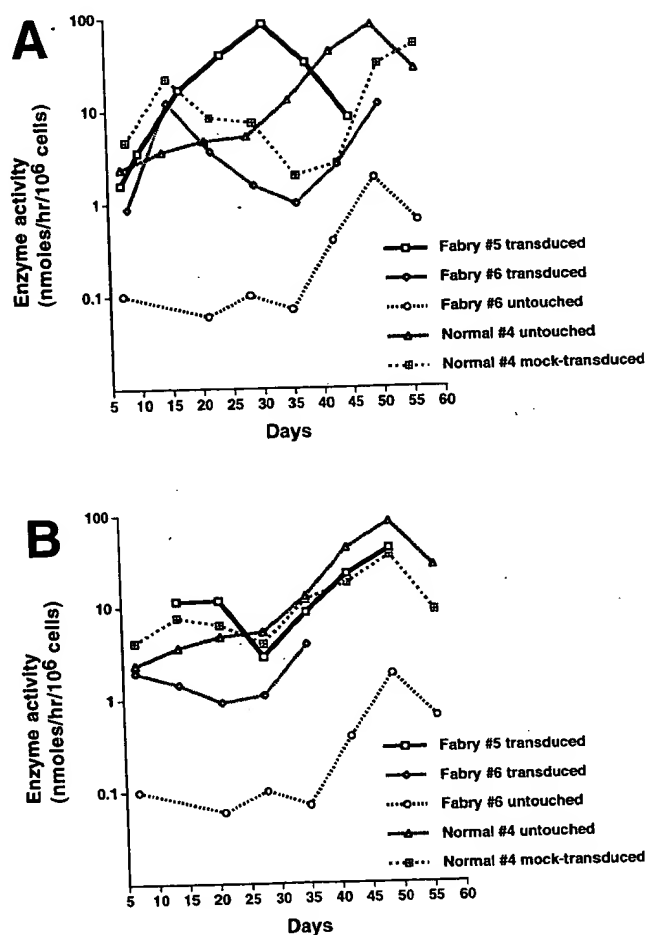 A
100
10
1
0.1
Enzyme activity
(nmoles/hr/10⁶ cells)
Fabry #5 transduced
Fabry #6 transduced
Fabry #6 untouched
Normal #4 untouched
Normal #4 mock-transduced
5 10 15 20 25 30 35 40 45 50 55 60
Days
B
100
10
1
0.1
Enzyme activity
(nmoles/hr/10⁶ cells)
Fabry #5 transduced
Fabry #6 transduced
Fabry #6 untouched
Normal #4 untouched
Normal #4 mock-transduced
5 10 15 20 25 30 35 40 45 50 55 60
Days